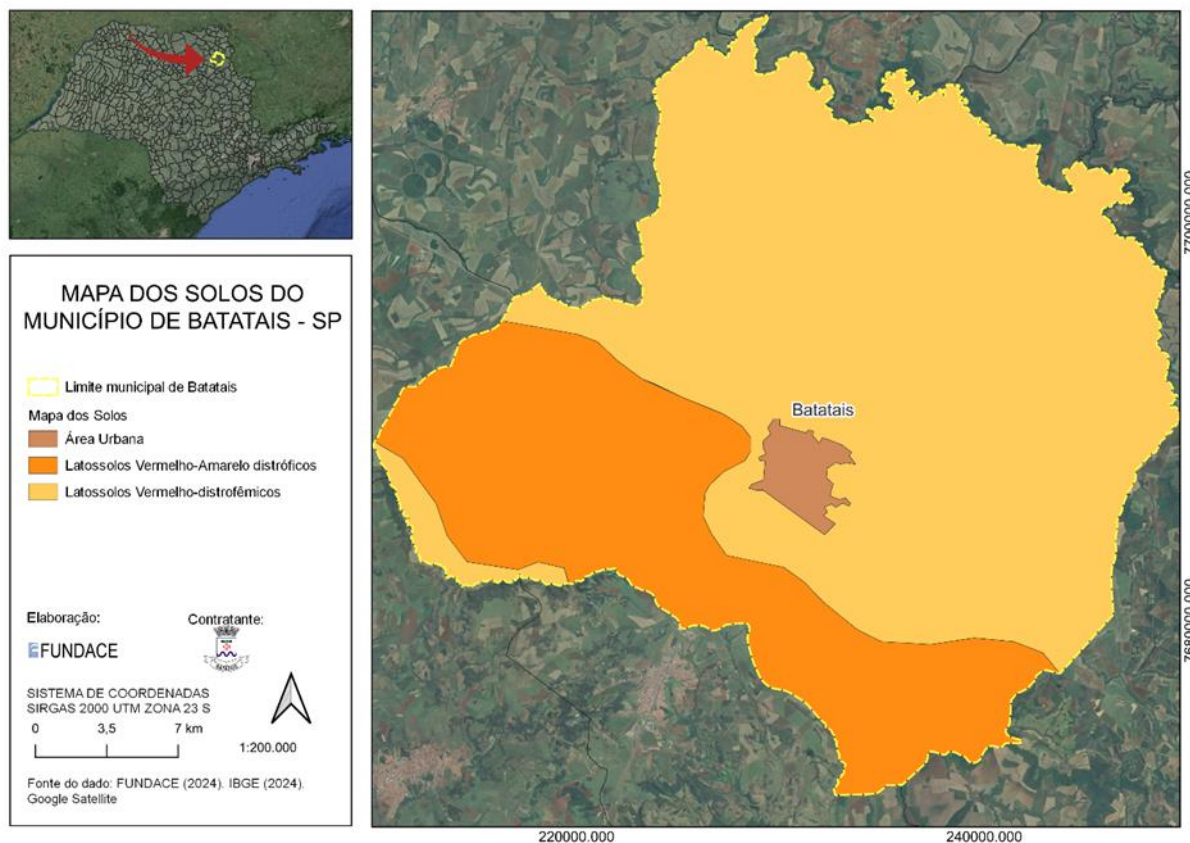 MAPA DOS SOLOS DO
MUNICÍPIO DE BATATAIS - SP
Limite municipal de Batatais
Mapa dos Solos
Área Urbana
Latossolos Vermelho-Amarelo distróficos
Latossolos Vermelho-distrofêmicos
Elaboração:
Contratante:
FUNDACE
SISTEMA DE COORDENADAS
SIRGAS 2000 UTM ZONA 23 S
0 3,5 7 km
1:200.000
Fonte do dado: FUNDACE (2024). IBGE (2024).
Google Satellite
Batatais
7700000.000
7680000.000
220000.000
240000.000